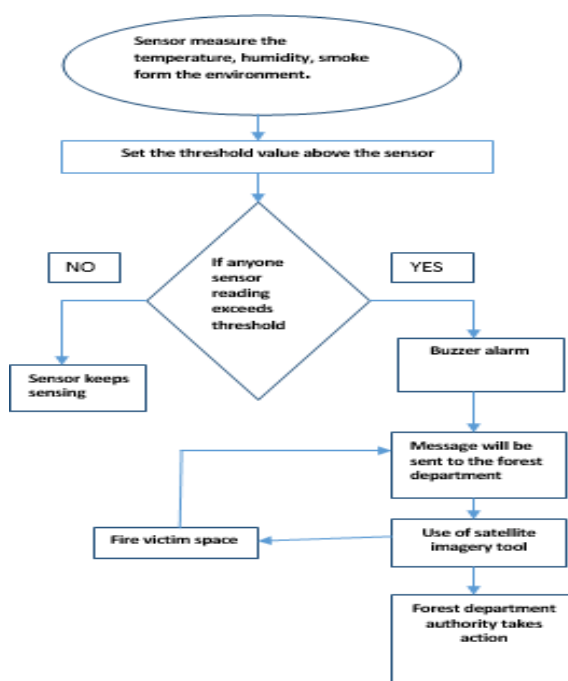 Sensor measure the
temperature, humidity, smoke
form the environment.
Set the threshold value above the sensor
NO
If anyone
sensor
reading
exceeds
threshold
YES
Sensor keeps
sensing
Buzzer alarm
Message will be
sent to the forest
department
Fire victim space
Use of satellite
imagery tool
Forest department
authority takes
action